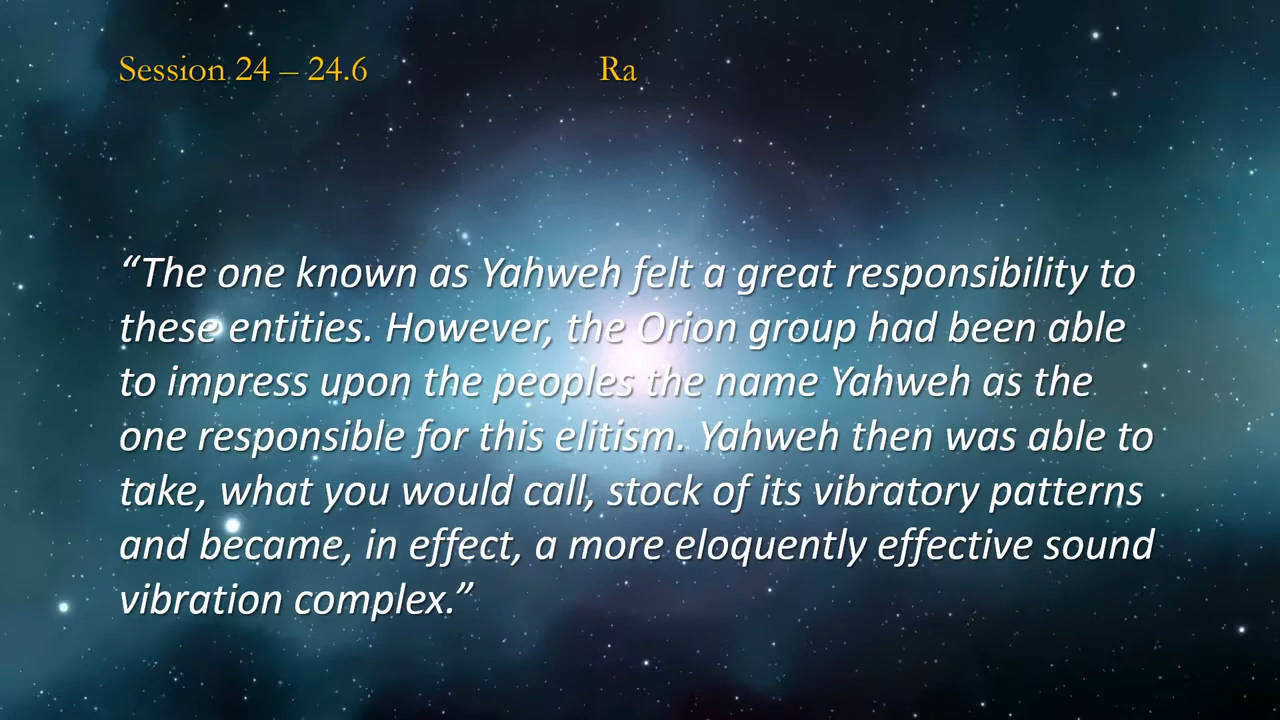 Session 24 – 24.6 Ra
“The one known as Yahweh felt a great responsibility to
these entities. However, the Orion group had been able
to impress upon the peoples the name Yahweh as the
one responsible for this elitism. Yahweh then was able to
take, what you would call, stock of its vibratory patterns
and became, in effect, a more eloquently effective sound
vibration complex.”